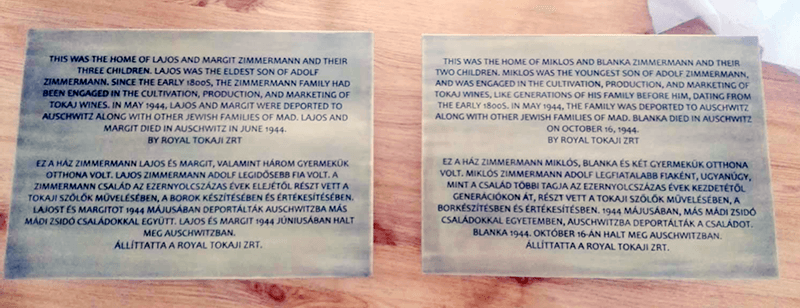 THIS WAS THE HOME OF LAJOS AND MARGIT ZIMMERMANN AND THEIR
THREE CHILDREN. LAJOS WAS THE ELDEST SON OF ADOLF
ZIMMERMANN. SINCE THE EARLY 1800S, THE ZIMMERMANN FAMILY HAD
BEEN ENGAGED IN THE CULTIVATION, PRODUCTION, AND MARKETING OF
TOKAJ WINES. IN MAY 1944, LAJOS AND MARGIT WERE DEPORTED TO
AUSCHWITZ ALONG WITH OTHER JEWISH FAMILIES OF MAD. LAJOS AND
MARGIT DIED IN AUSCHWITZ IN JUNE 1944.
BY ROYAL TOKAJI ZRT
EZ A HÁZ ZIMMERMANN LAJOS ÉS MARGIT, VALAMINT HÁROM GYERMEKÜK
OTTHONA VOLT. LAJOS ZIMMERMANN ADOLF LEGIDŐSEBB FIA VOLT. A
ZIMMERMANN CSALÁD AZ EZERNYOLCSZÁZAS ÉVEK ELEJÉTŐL RÉSZT VETT A
TOKAJI SZŐLŐK MŰVELÉSÉBEN, A BOROK KÉSZÍTÉSÉBEN ÉS ÉRTÉKESÍTÉSÉBEN.
LAJOST ÉS MARGITOT 1944 MÁJUSÁBAN DEPORTÁLTÁK AUSCHWITZBA MÁS
MÁDI ZSIDÓ CSALÁDOKKAL EGYÜTT. LAJOS ÉS MARGIT 1944 JÚNIUSÁBAN HALT
MEG AUSCHWITZBAN.
ÁLLÍTTATTA A ROYAL TOKAJI ZRT.
THIS WAS THE HOME OF MIKLOS AND BLANKA ZIMMERMANN AND THEIR
TWO CHILDREN. MIKLOS WAS THE YOUNGEST SON OF ADOLF ZIMMERMANN,
AND WAS ENGAGED IN THE CULTIVATION, PRODUCTION, AND MARKETING OF
TOKAJ WINES, LIKE GENERATIONS OF HIS FAMILY BEFORE HIM, DATING FROM
THE EARLY 1800S. IN MAY 1944, THE FAMILY WAS DEPORTED TO AUSCHWITZ
ALONG WITH OTHER JEWISH FAMILIES OF MAD. BLANKA DIED IN AUSCHWITZ
ON OCTOBER 16, 1944.
BY ROYAL TOKAJI ZRT
EZ A HÁZ ZIMMERMANN MIKLÓS, BLANKA ÉS KÉT GYERMEKÜK OTTHONA
VOLT. MIKLÓS ZIMMERMANN ADOLF LEGFIATALABB FIAKÉNT, UGYANÚGY,
MINT A CSALÁD TÖBBI TAGJA AZ EZERNYOLCSZÁZAS ÉVEK KEZDETÉTŐL
GENERÁCIÓKON ÁT, RÉSZT VETT A TOKAJI SZŐLŐK MŰVELÉSÉBEN, A
BORKÉSZÍTÉSBEN ÉS ÉRTÉKESÍTÉSBEN. 1944 MÁJUSÁBAN, MÁS MÁDI ZSIDÓ
CSALÁDOKKAL EGYETEMBEN, AUSCHWITZBA DEPORTÁLTÁK A CSALÁDOT.
BLANKA 1944. OKTÓBER 16-ÁN HALT MEG AUSCHWITZBAN.
ÁLLÍTTATTA A ROYAL TOKAJI ZRT.